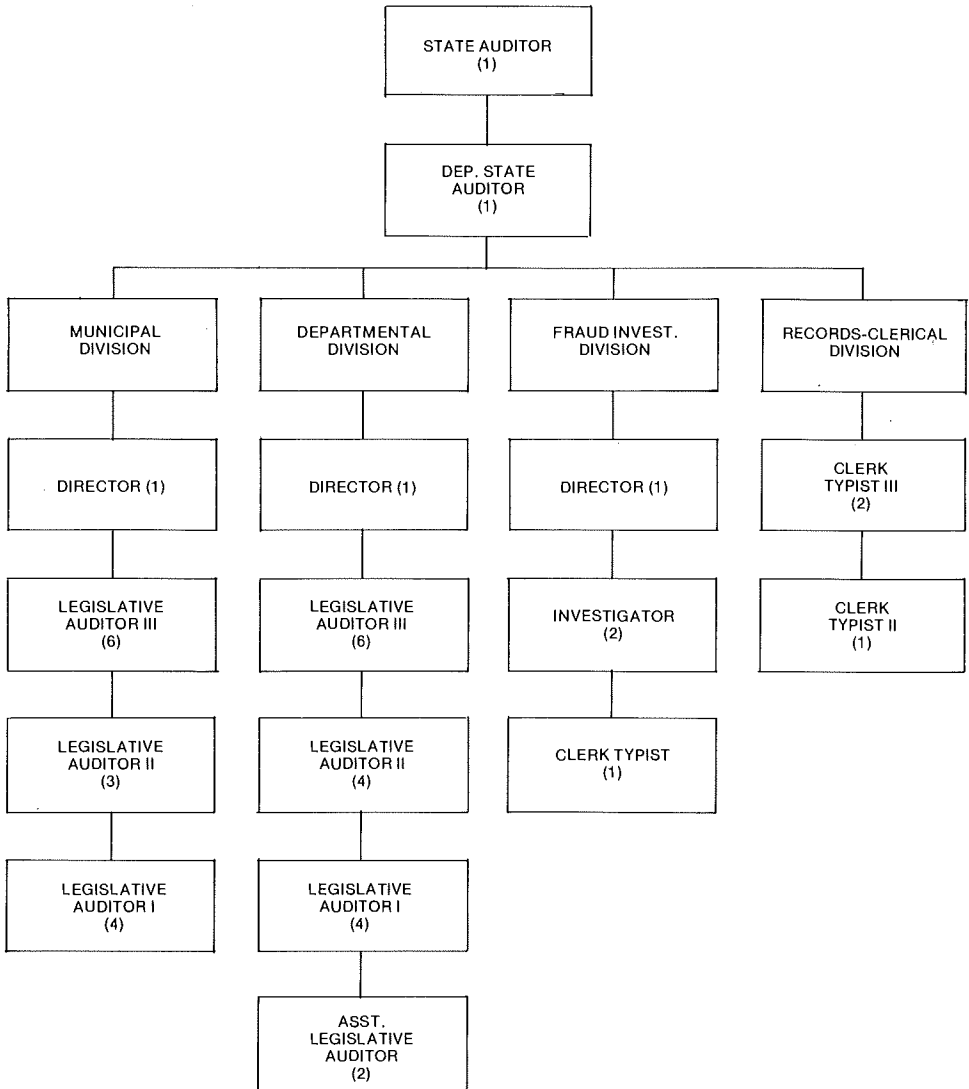 STATE AUDITOR
(1)
DEP. STATE
AUDITOR
(1)
MUNICIPAL
DIVISION
DEPARTMENTAL
DIVISION
FRAUD INVEST.
DIVISION
RECORDS-CLERICAL
DIVISION
DIRECTOR (1)
DIRECTOR (1)
DIRECTOR (1)
CLERK
TYPIST III
(2)
LEGISLATIVE
AUDITOR III
(6)
LEGISLATIVE
AUDITOR III
(6)
INVESTIGATOR
(2)
CLERK
TYPIST II
(1)
LEGISLATIVE
AUDITOR II
(3)
LEGISLATIVE
AUDITOR II
(4)
CLERK TYPIST
(1)
LEGISLATIVE
AUDITOR I
(4)
LEGISLATIVE
AUDITOR I
(4)
ASST.
LEGISLATIVE
AUDITOR
(2)